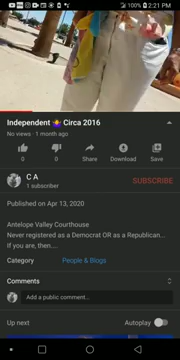 100% 2:21 PM
Independent 🤷‍♀️ Circa 2016
No views · 1 month ago
0 0 Share Download Save
C A
1 subscriber
SUBSCRIBE
Published on Apr 13, 2020
Antelope Valley Courthouse
Never registered as a Democrat OR as a Republican...
If you are, then....
Category People & Blogs
Comments
Add a public comment...
Up next Autoplay